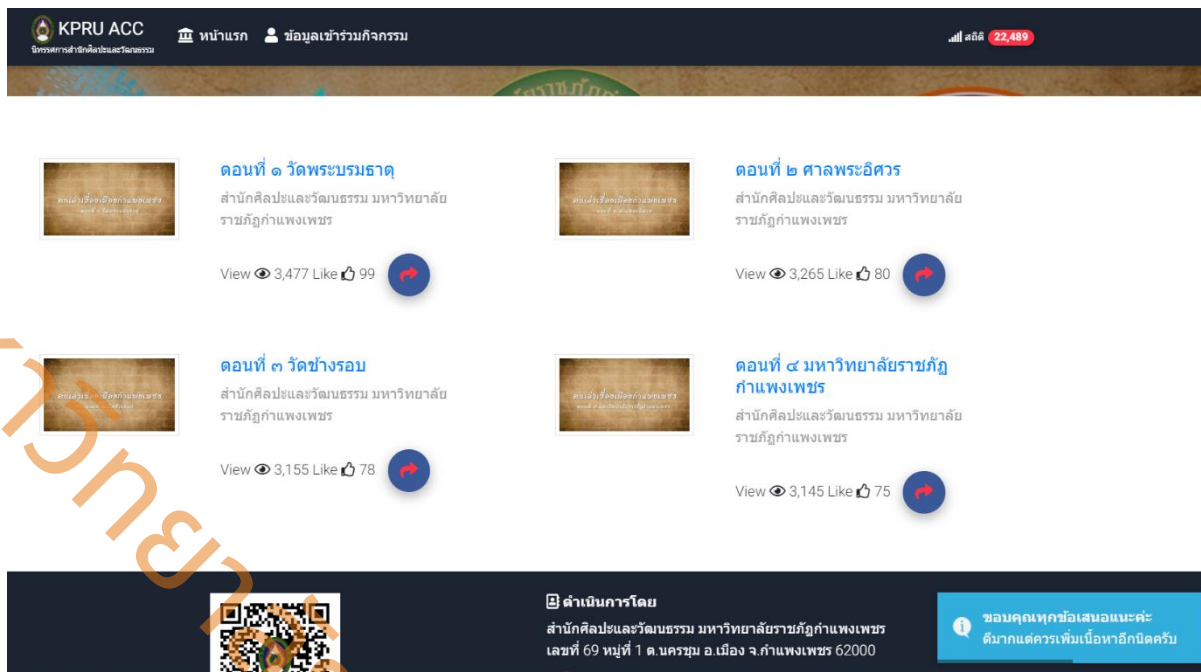 KPRU ACC
นิทรรศการสำนักศิลปะและวัฒนธรรม
หน้าแรก
ข้อมูลเข้าร่วมกิจกรรม
สถิติ 22,489
ตอนที่ ๑ วัดพระบรมธาตุ
สำนักศิลปะและวัฒนธรรม มหาวิทยาลัย
ราชภัฏกำแพงเพชร
View 3,477 Like 99
ตอนที่ ๒ ศาลพระอิศวร
สำนักศิลปะและวัฒนธรรม มหาวิทยาลัย
ราชภัฏกำแพงเพชร
View 3,265 Like 80
ตอนที่ ๓ วัดช้างรอบ
สำนักศิลปะและวัฒนธรรม มหาวิทยาลัย
ราชภัฏกำแพงเพชร
View 3,155 Like 78
ตอนที่ ๔ มหาวิทยาลัยราชภัฏ
กำแพงเพชร
สำนักศิลปะและวัฒนธรรม มหาวิทยาลัย
ราชภัฏกำแพงเพชร
View 3,145 Like 75
ดำเนินการโดย
สำนักศิลปะและวัฒนธรรม มหาวิทยาลัยราชภัฏกำแพงเพชร
เลขที่ 69 หมู่ที่ 1 ต.นครชุม อ.เมือง จ.กำแพงเพชร 62000
ขอบคุณทุกข้อเสนอแนะค่ะ
ดีมากแต่ควรเพิ่มเนื้อหาอีกนิดครับ